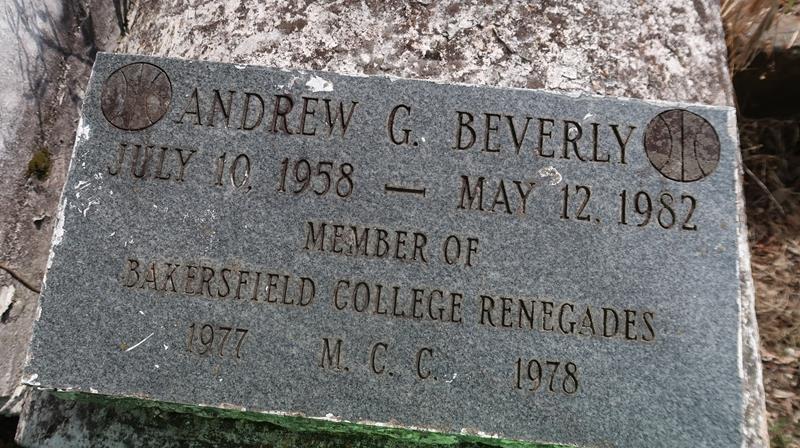 ANDREW G. BEVERLY
JULY 10, 1958 — MAY 12, 1982
MEMBER OF
BAKERSFIELD COLLEGE RENEGADES
1977 M. C. C. 1978